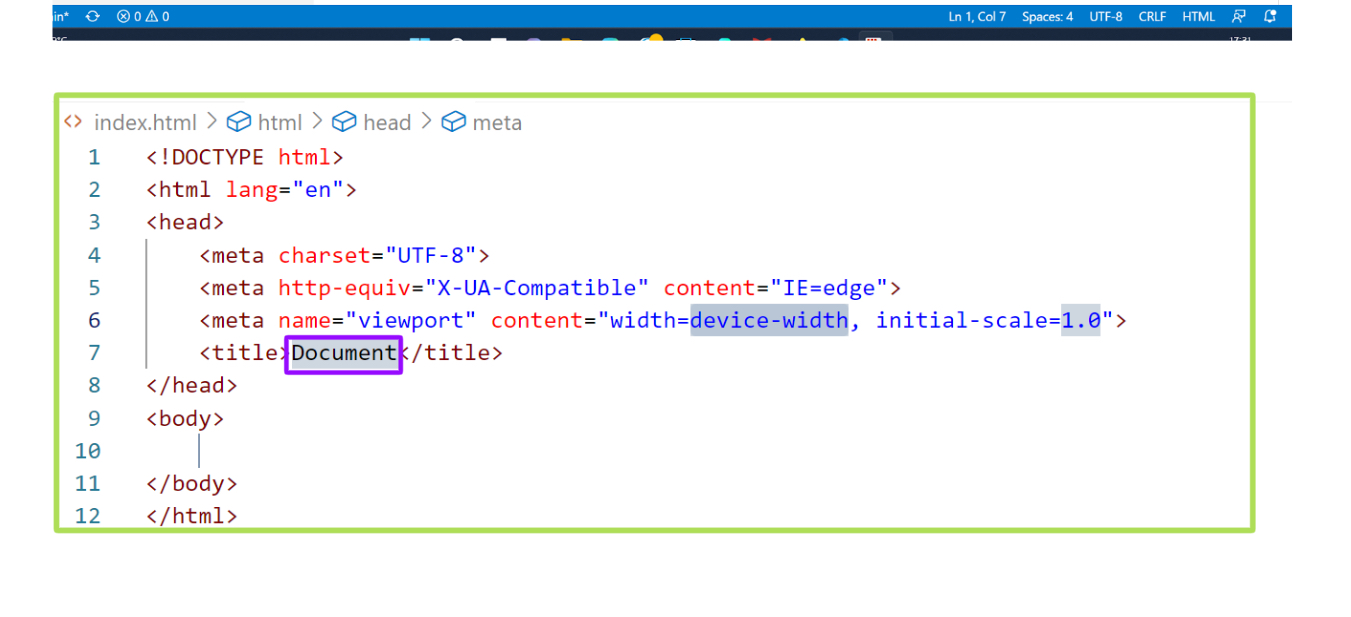 in* 0 0 Ln 1, Col 7 Spaces: 4 UTF-8 CRLF HTML
index.html > html > head > meta
1 <!DOCTYPE html>
2 <html lang="en">
3 <head>
4 <meta charset="UTF-8">
5 <meta http-equiv="X-UA-Compatible" content="IE=edge">
6 <meta name="viewport" content="width=device-width, initial-scale=1.0">
7 <title>Document</title>
8 </head>
9 <body>
10
11 </body>
12 </html>